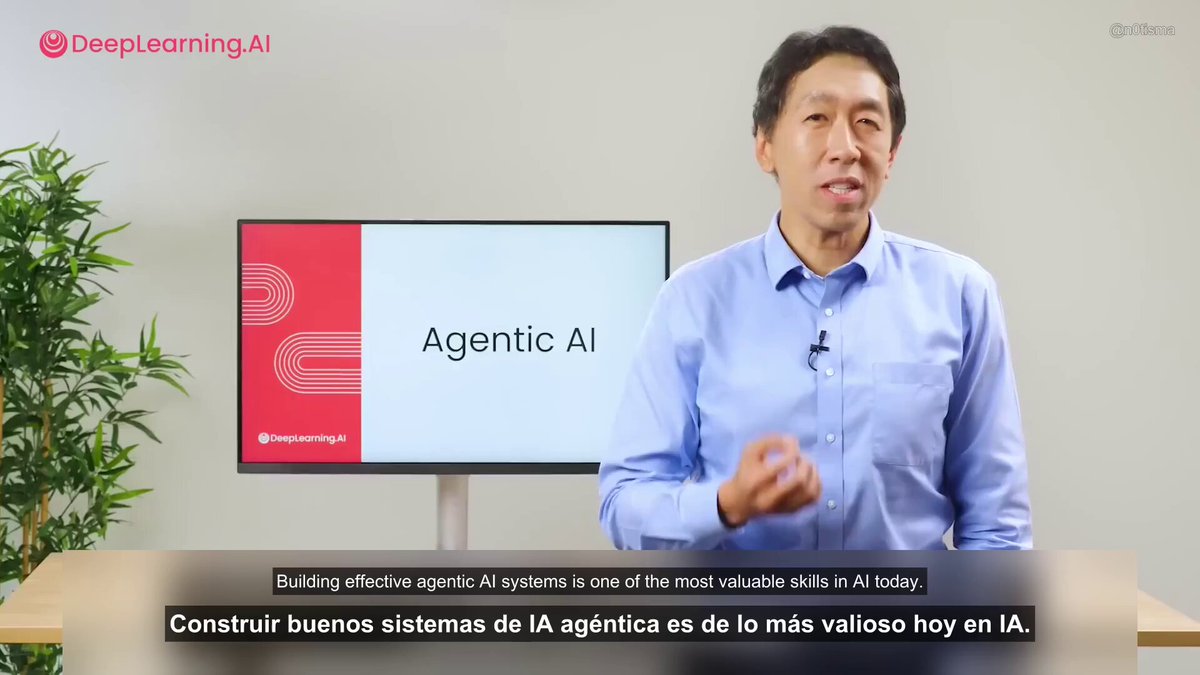 DeepLearning.AI
@n0tisma
Agentic AI
DeepLearning.AI
Building effective agentic AI systems is one of the most valuable skills in AI today.
Construir buenos sistemas de IA agéntica es de lo más valioso hoy en IA.